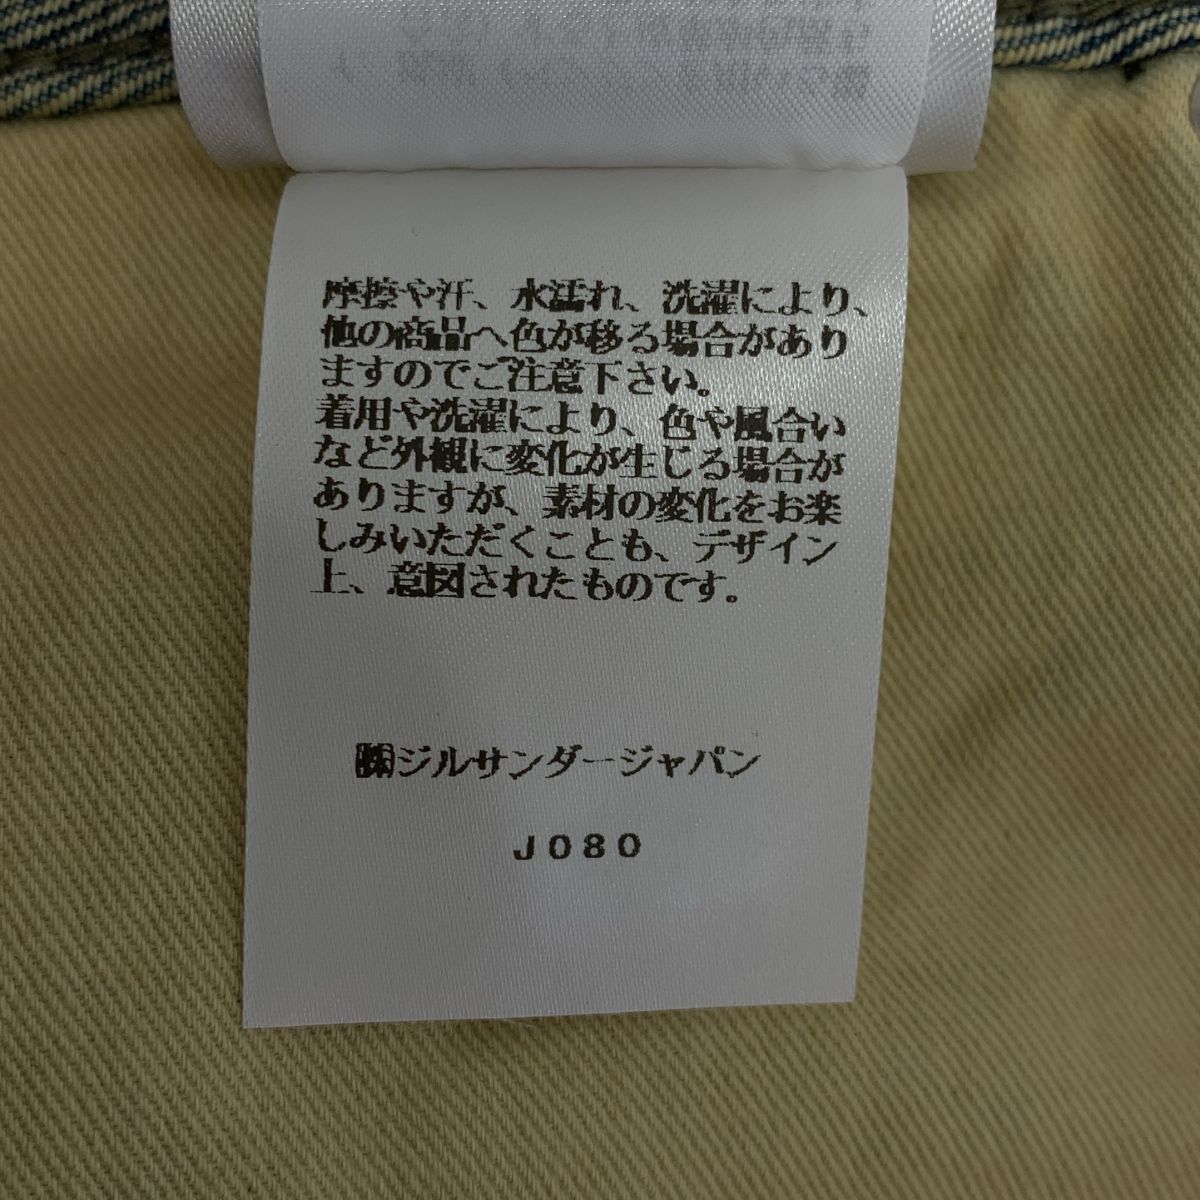 摩擦や汗、水濡れ、洗濯により、
他の商品へ色が移る場合があり
ますのでご注意下さい。
着用や洗濯により、色や風合い
など外観に変化が生じる場合が
ありますが、素材の変化をお楽
しみいただくことも、デザイン
上、意図されたものです。
㈱ジルサンダージャパン
J080